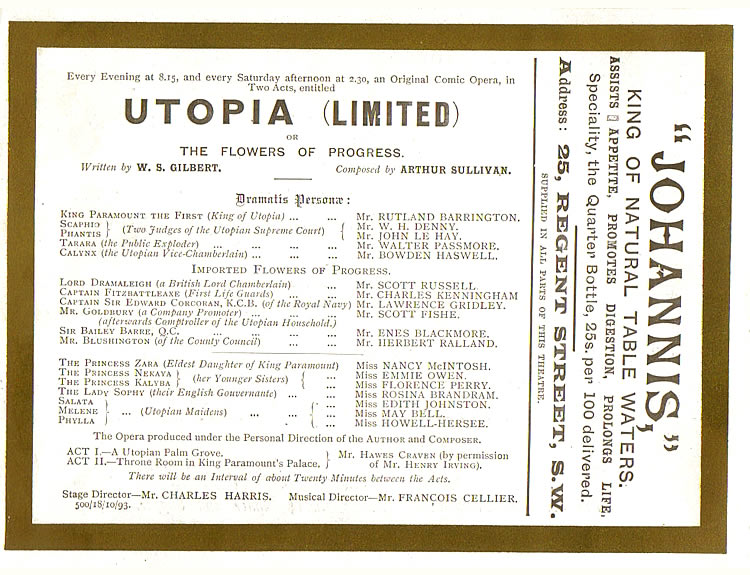 Every Evening at 8.15, and every Saturday afternoon at 2.30, an Original Comic Opera, in
Two Acts, entitled
UTOPIA (LIMITED)
OR
THE FLOWERS OF PROGRESS.
Written by W. S. GILBERT. Composed by ARTHUR SULLIVAN.
Dramatis Personæ:
KING PARAMOUNT THE FIRST (King of Utopia) ... ... Mr. RUTLAND BARRINGTON.
SCAPHIO } (Two Judges of the Utopian Supreme Court) { Mr. W. H. DENNY.
PHANTIS } { Mr. JOHN LE HAY.
TARARA (the Public Exploder) ... ... ... ... Mr. WALTER PASSMORE.
CALYNX (the Utopian Vice-Chamberlain) ... ... ... Mr. BOWDEN HASWELL.
IMPORTED FLOWERS OF PROGRESS.
LORD DRAMALEIGH (a British Lord Chamberlain) ... Mr. SCOTT RUSSELL.
CAPTAIN FITZBATTLEAXE (First Life Guards) ... ... Mr. CHARLES KENNINGHAM
CAPTAIN SIR EDWARD CORCORAN, K.C.B. (of the Royal Navy) Mr. LAWRENCE GRIDLEY.
MR. GOLDBURY (a Company Promoter) ... ... ... Mr. SCOTT FISHE.
(afterwards Comptroller of the Utopian Household.)
SIR BAILEY BARRE, Q.C. ... ... ... ... Mr. ENES BLACKMORE.
MR. BLUSHINGTON (of the County Council) ... ... Mr. HERBERT RALLAND.
THE PRINCESS ZARA (Eldest Daughter of King Paramount) Miss NANCY McINTOSH.
THE PRINCESS NEKAYA } (her Younger Sisters) } ... { Miss EMMIE OWEN.
THE PRINCESS KALYBA } { Miss FLORENCE PERRY.
THE LADY SOPHY (their English Gouvernante) ... ... Miss ROSINA BRANDRAM.
SALATA } { ... Miss EDITH JOHNSTON.
MELENE } ... (Utopian Maidens) ... ... { ... Miss MAY BELL.
PHYLLA } { ... Miss HOWELL-HERSEE.
The Opera produced under the Personal Direction of the AUTHOR and COMPOSER.
ACT I.—A Utopian Palm Grove. } Mr. HAWES CRAVEN (by permission
ACT II.—Throne Room in King Paramount's Palace. } of Mr. HENRY IRVING).
There will be an Interval of about Twenty Minutes between the Acts.
Stage Director—Mr. CHARLES HARRIS. Musical Director—Mr. FRANCOIS CELLIER.
500/18/10/93.
"JOHANNIS,"
KING OF NATURAL TABLE WATERS.
ASSISTS APPETITE, PROMOTES DIGESTION, PROLONGS LIFE,
Speciality, the Quarter Bottle, 25s. per 100 delivered.
Address: 25, REGENT STREET, S.W.
SUPPLIED IN ALL PARTS OF THIS THEATRE.